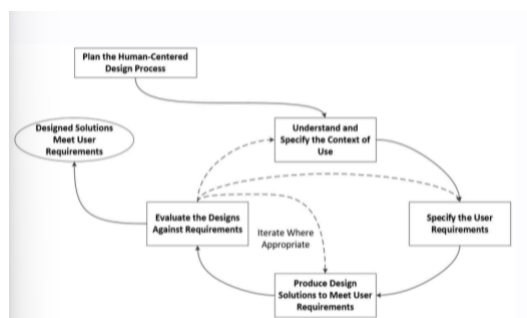 Plan the Human-Centered
Design Process
Designed Solutions
Meet User
Requirements
Understand and
Specify the Context of
Use
Evaluate the Designs
Against Requirements
Iterate Where
Appropriate
Specify the User
Requirements
Produce Design
Solutions to Meet User
Requirements